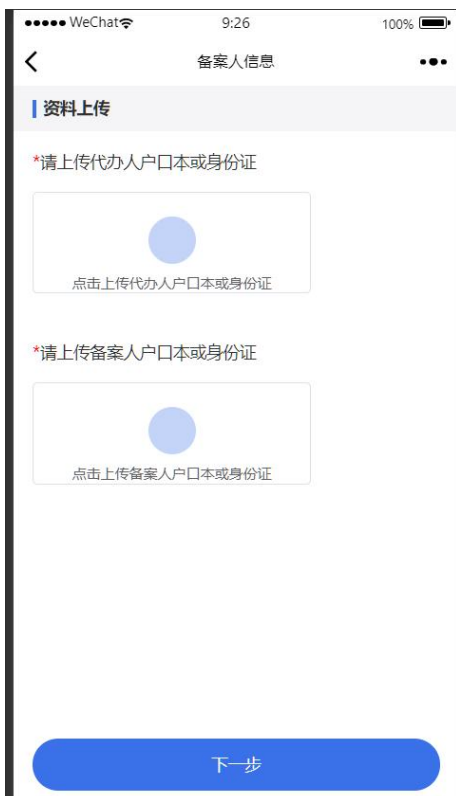 WeChat
9:26
100%
备案人信息
资料上传
*请上传代办人户口本或身份证
点击上传代办人户口本或身份证
*请上传备案人户口本或身份证
点击上传备案人户口本或身份证
下一步